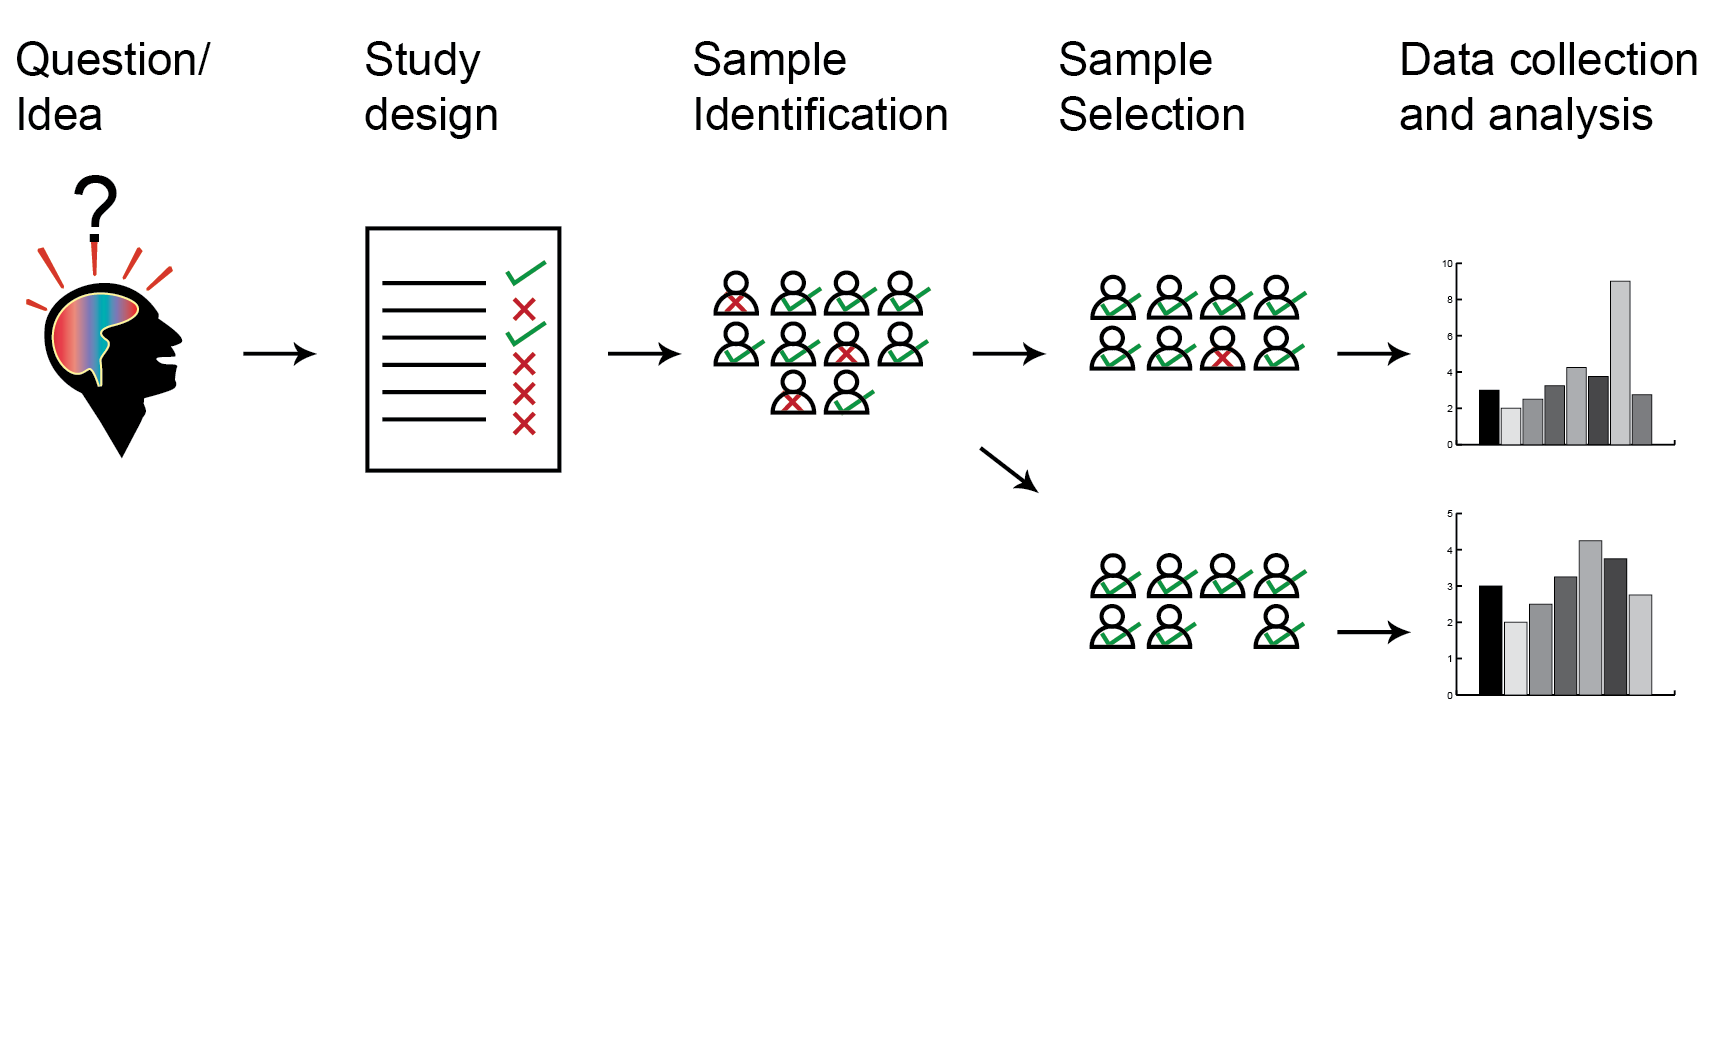 Question/
Idea
Study
design
Sample
Identification
Sample
Selection
Data collection
and analysis
?
10
8
6
4
2
0
5
4
3
2
1
0